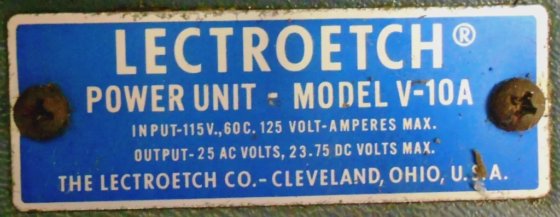 LECTROETCH®
POWER UNIT - MODEL V-10A
INPUT-115V.,60C. 125 VOLT-AMPERES MAX.
OUTPUT-25 AC VOLTS, 23.75 DC VOLTS MAX.
THE LECTROETCH CO.-CLEVELAND, OHIO, U.S.A.